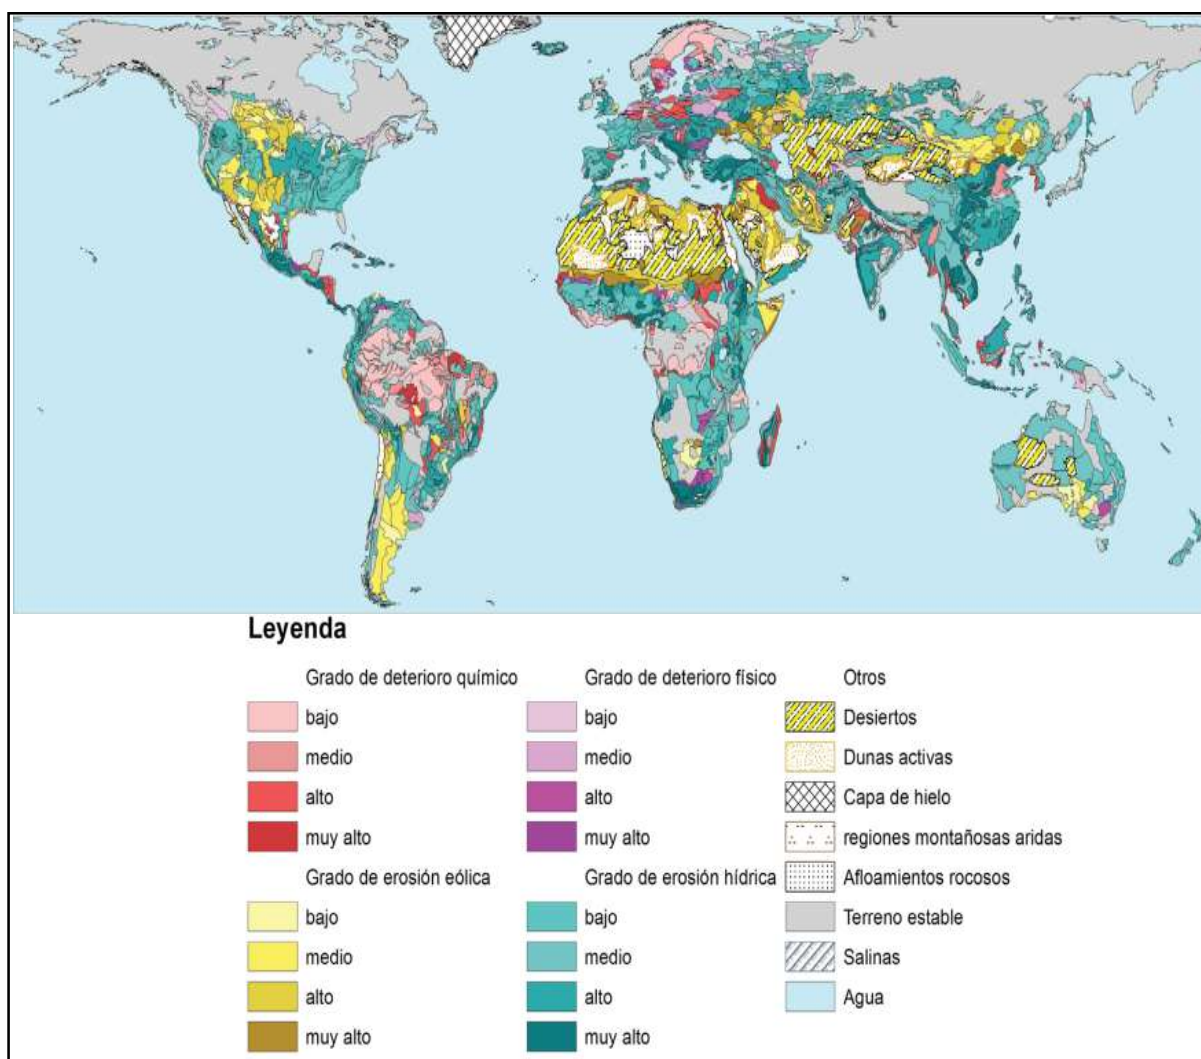 Leyenda
Grado de deterioro químico
bajo
medio
alto
muy alto
Grado de erosión eólica
bajo
medio
alto
muy alto
Grado de deterioro físico
bajo
medio
alto
muy alto
Grado de erosión hídrica
bajo
medio
alto
muy alto
Otros
Desiertos
Dunas activas
Capa de hielo
regiones montañosas aridas
Afloamientos rocosos
Terreno estable
Salinas
Agua